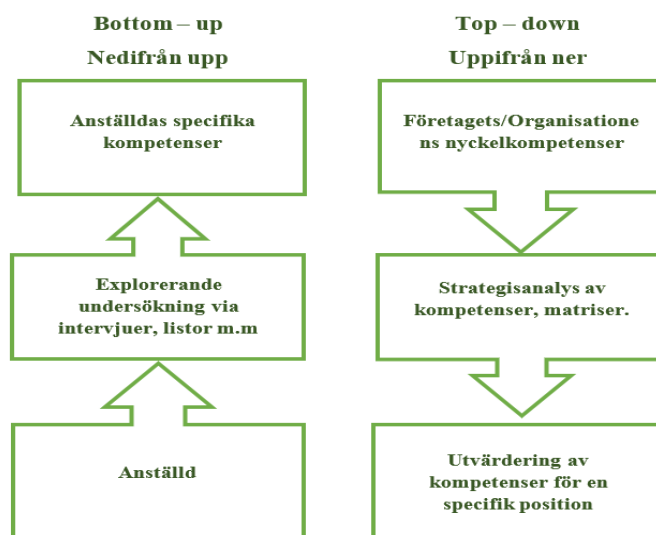 Bottom – up
Nedifrån upp
Anställdas specifika
kompetenser
Explorerande
undersökning via
intervjuer, listor m.m
Anställd
Top – down
Uppifrån ner
Företagets/Organisatione
ns nyckelkompetenser
Strategisanalys av
kompetenser, matriser.
Utvärdering av
kompetenser för en
specifik position